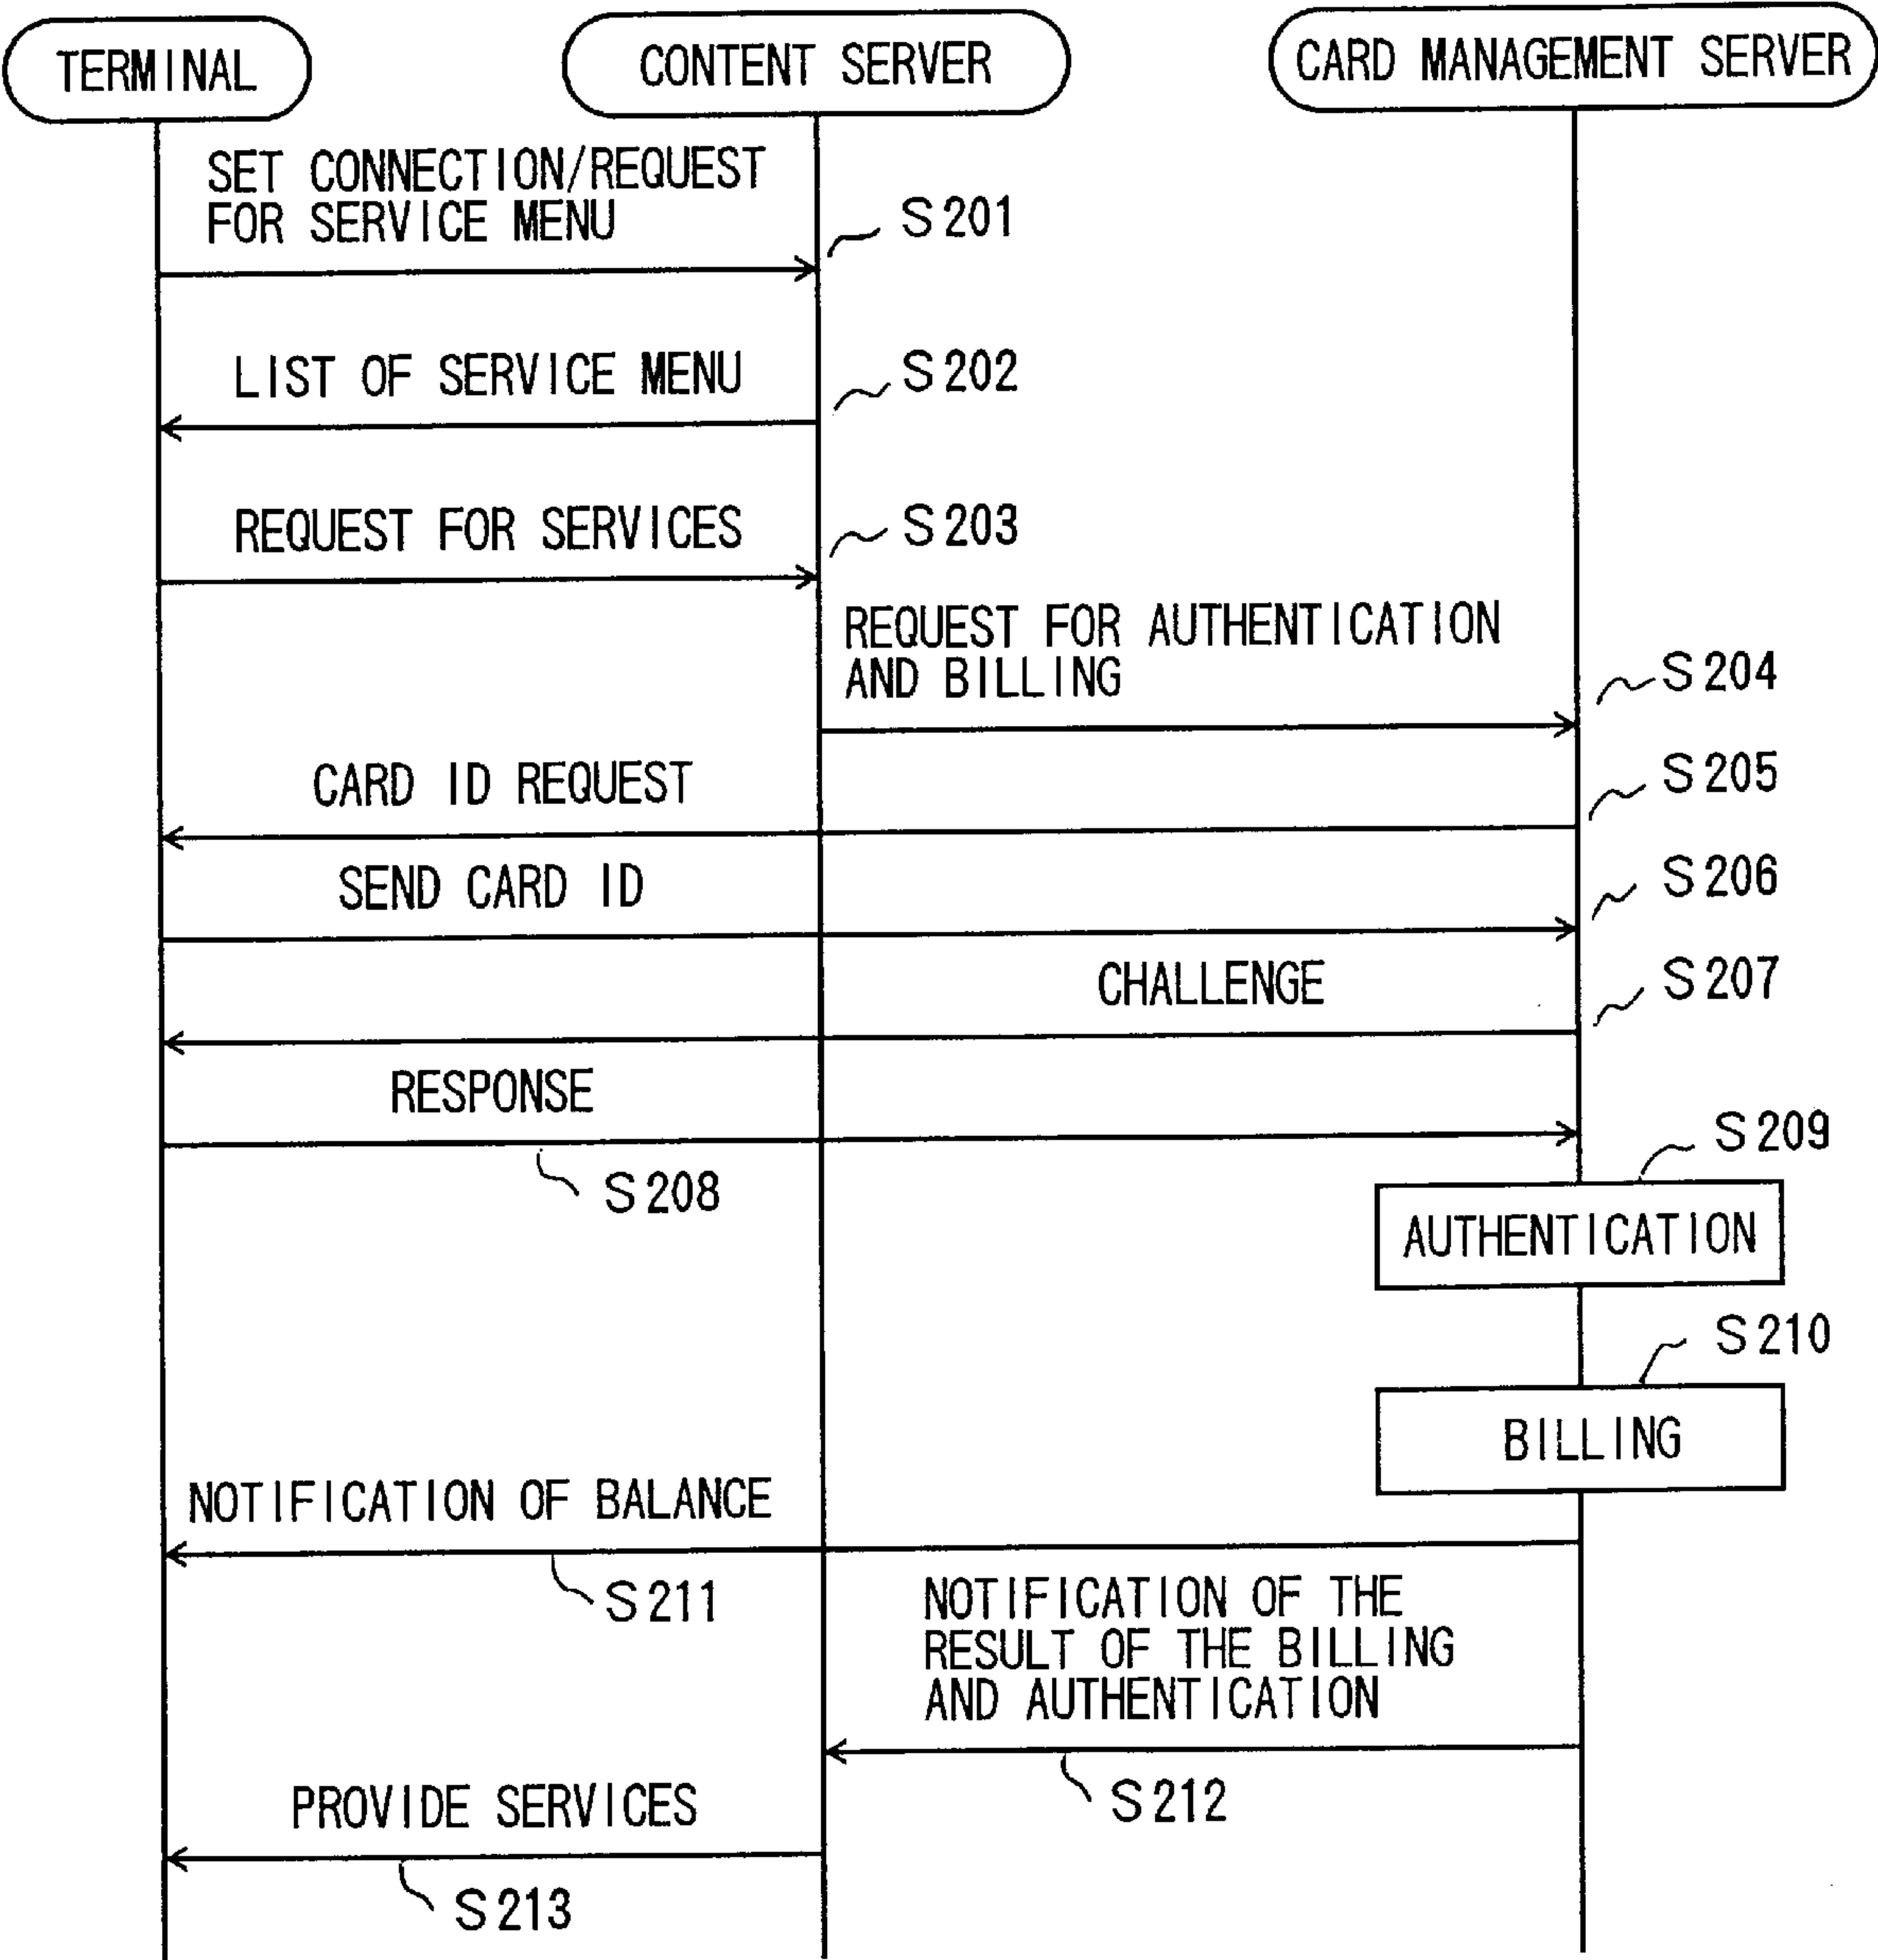 TERMINAL
CONTENT SERVER
CARD MANAGEMENT SERVER
SET CONNECTION/REQUEST
FOR SERVICE MENU
S201
LIST OF SERVICE MENU
S202
REQUEST FOR SERVICES
S203
REQUEST FOR AUTHENTICATION
AND BILLING
S204
CARD ID REQUEST
S205
SEND CARD ID
S206
CHALLENGE
S207
RESPONSE
S208
S209
AUTHENTICATION
S210
BILLING
NOTIFICATION OF BALANCE
S211
NOTIFICATION OF THE
RESULT OF THE BILLING
AND AUTHENTICATION
S212
PROVIDE SERVICES
S213